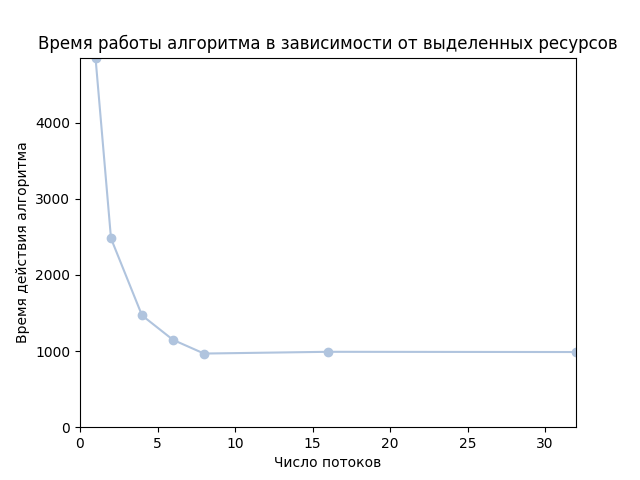 Время работы алгоритма в зависимости от выделенных ресурсов
Время действия алгоритма
4000
3000
2000
1000
0
0 5 10 15 20 25 30
Число потоков